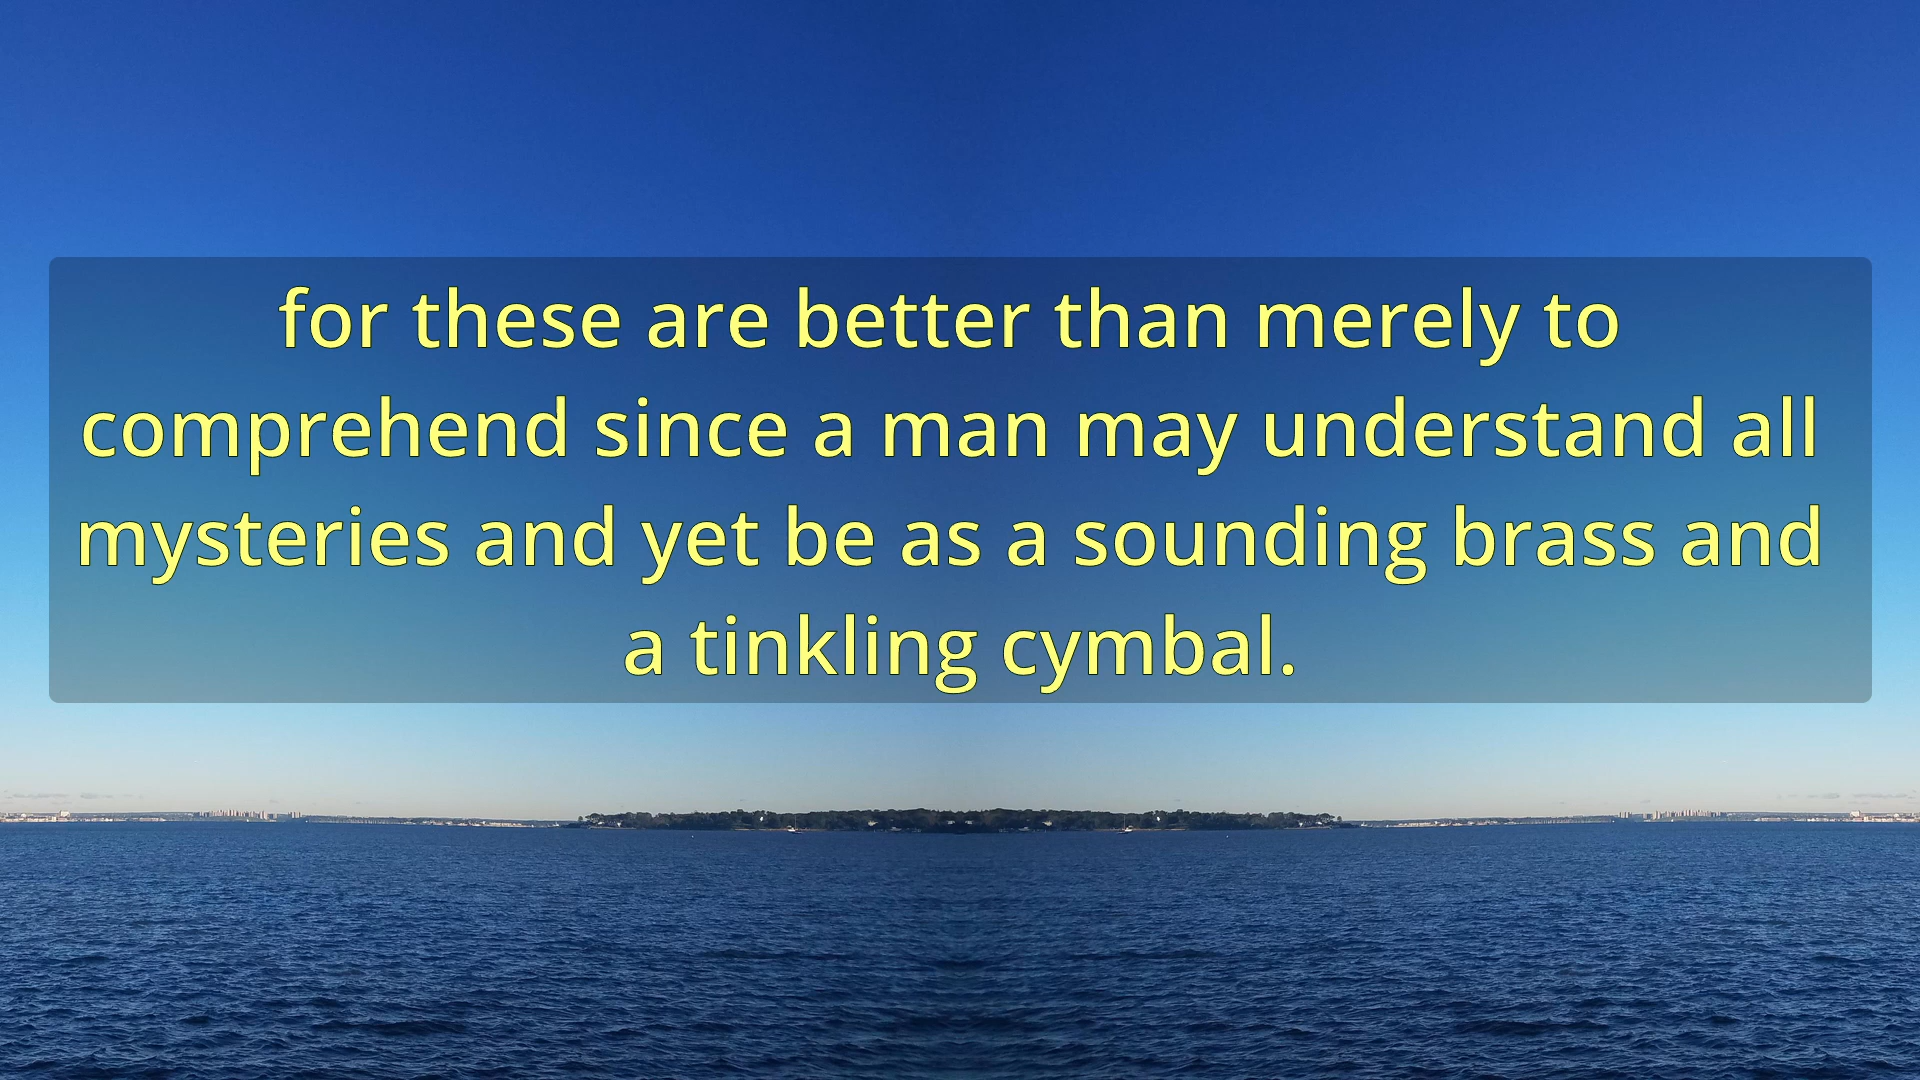 for these are better than merely to
comprehend since a man may understand all
mysteries and yet be as a sounding brass and
a tinkling cymbal.